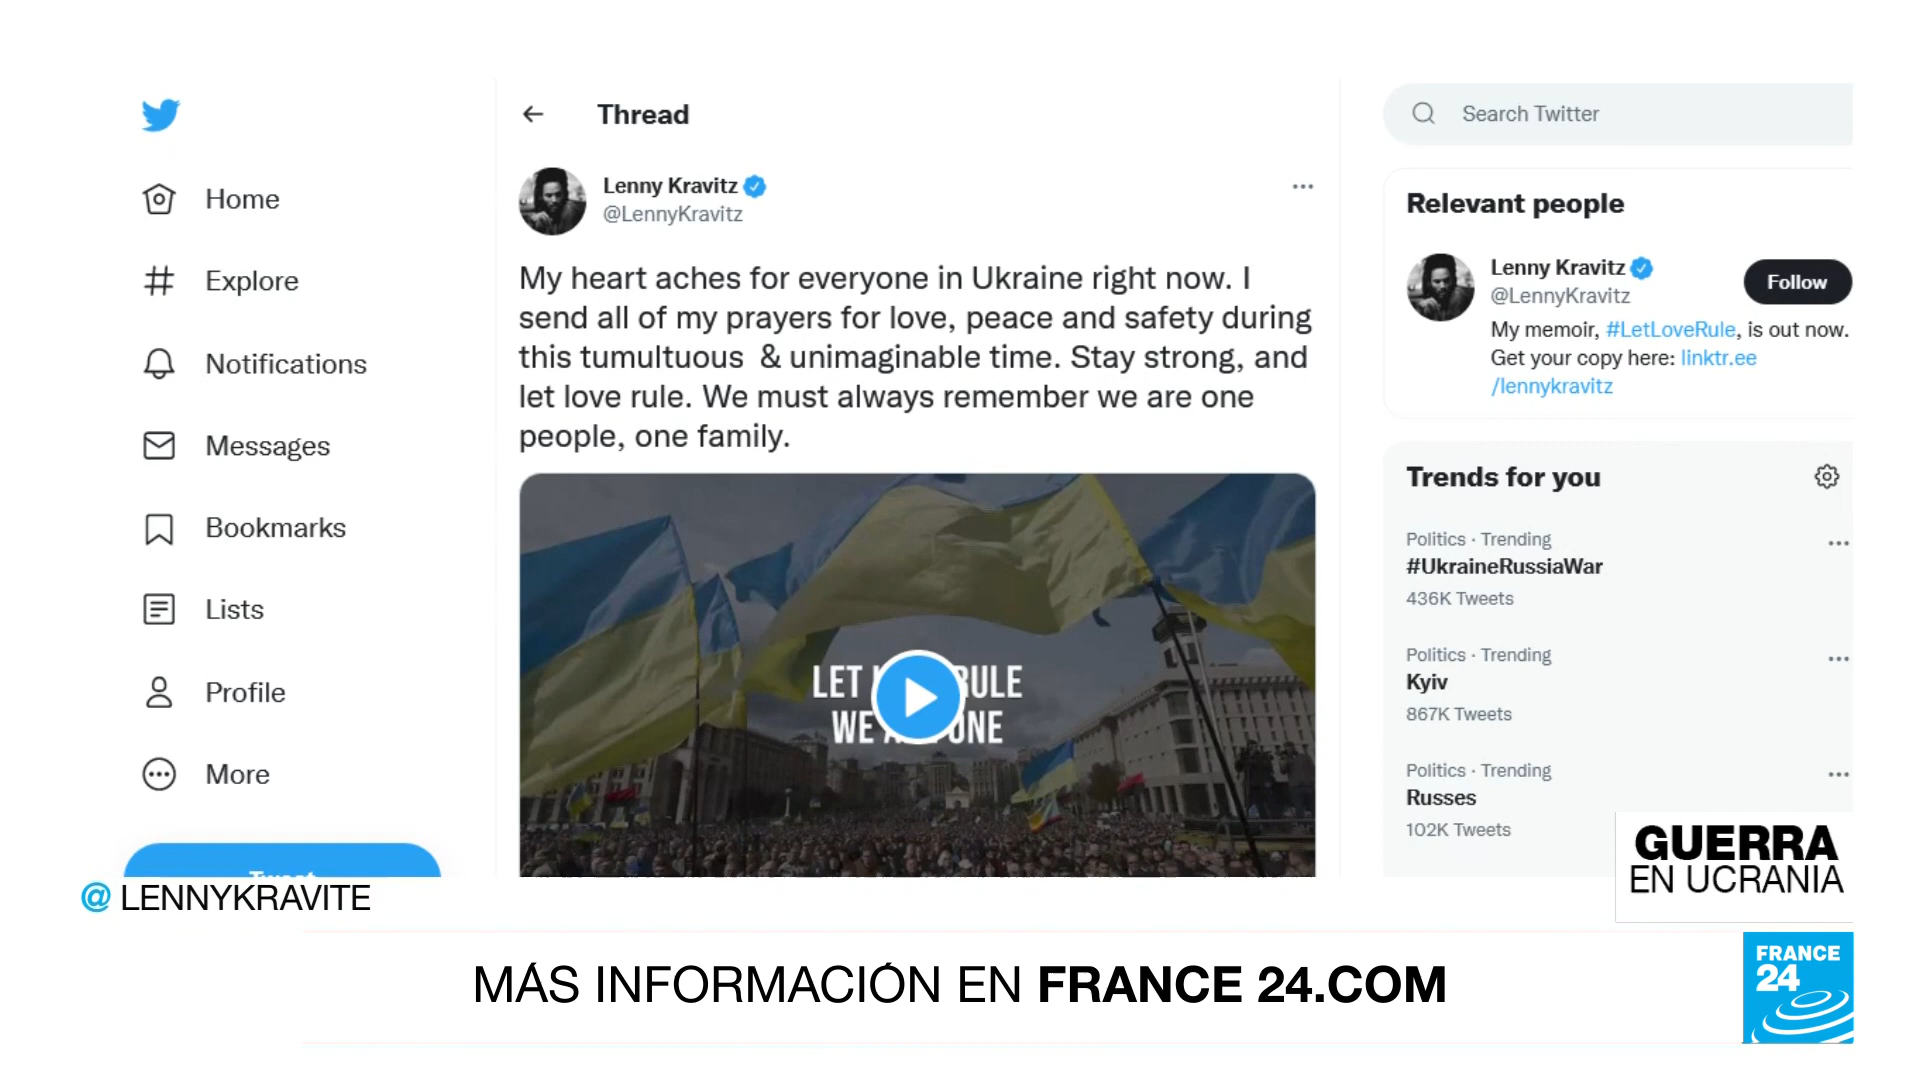 Home
Explore
Notifications
Messages
Bookmarks
Lists
Profile
More
Tweet
Thread
Lenny Kravitz
@LennyKravitz
My heart aches for everyone in Ukraine right now. I
send all of my prayers for love, peace and safety during
this tumultuous & unimaginable time. Stay strong, and
let love rule. We must always remember we are one
people, one family.
LET RULE
WE ONE
Search Twitter
Relevant people
Lenny Kravitz
@LennyKravitz
Follow
My memoir, #LetLoveRule, is out now.
Get your copy here: linktr.ee
/lennykravitz
Trends for you
Politics · Trending
#UkraineRussiaWar
436K Tweets
Politics · Trending
Kyiv
867K Tweets
Politics · Trending
Russes
102K Tweets
GUERRA
EN UCRANIA
@ LENNYKRAVITE
MÁS INFORMACIÓN EN FRANCE 24.COM
FRANCE
24